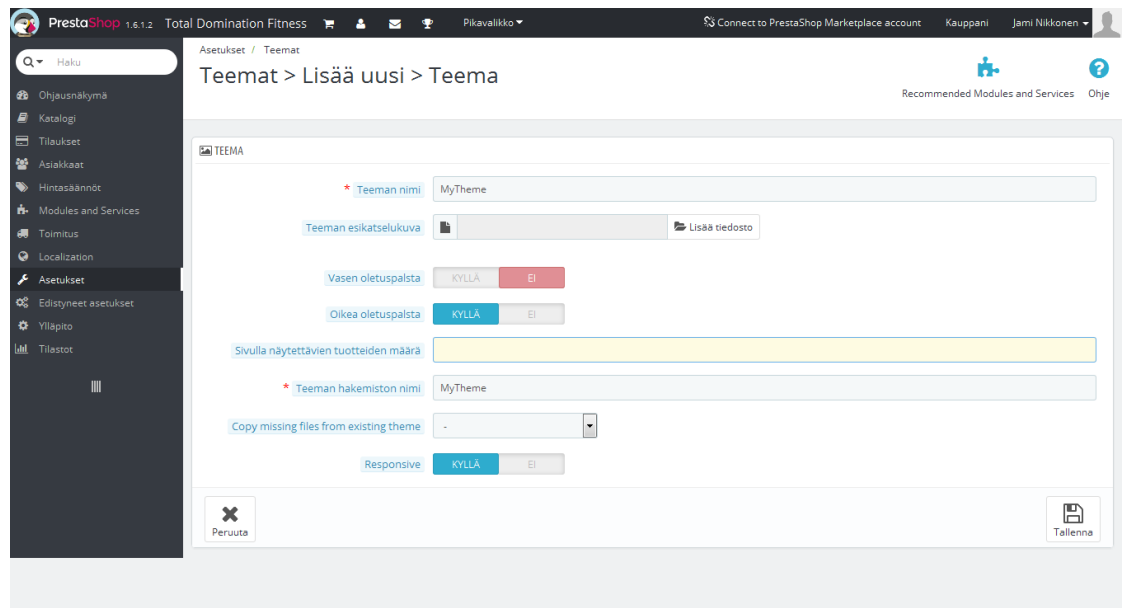 PrestaShop 1.6.1.2 Total Domination Fitness Pikavalikko Connect to PrestaShop Marketplace account Kauppani Jami Nikkonen
Haku
Ohjausnäkymä
Katalogi
Tilaukset
Asiakkaat
Hintasäännöt
Modules and Services
Toimitus
Localization
Asetukset
Edistyneet asetukset
Ylläpito
Tilastot
Asetukset / Teemat
Teemat > Lisää uusi > Teema
Recommended Modules and Services Ohje
TEEMA
* Teeman nimi MyTheme
Teeman esikatselukuva Lisää tiedosto
Vasen oletuspalsta KYLLÄ EI
Oikea oletuspalsta KYLLÄ EI
Sivulla näytettävien tuotteiden määrä
* Teeman hakemiston nimi MyTheme
Copy missing files from existing theme -
Responsive KYLLÄ EI
Peruuta Tallenna